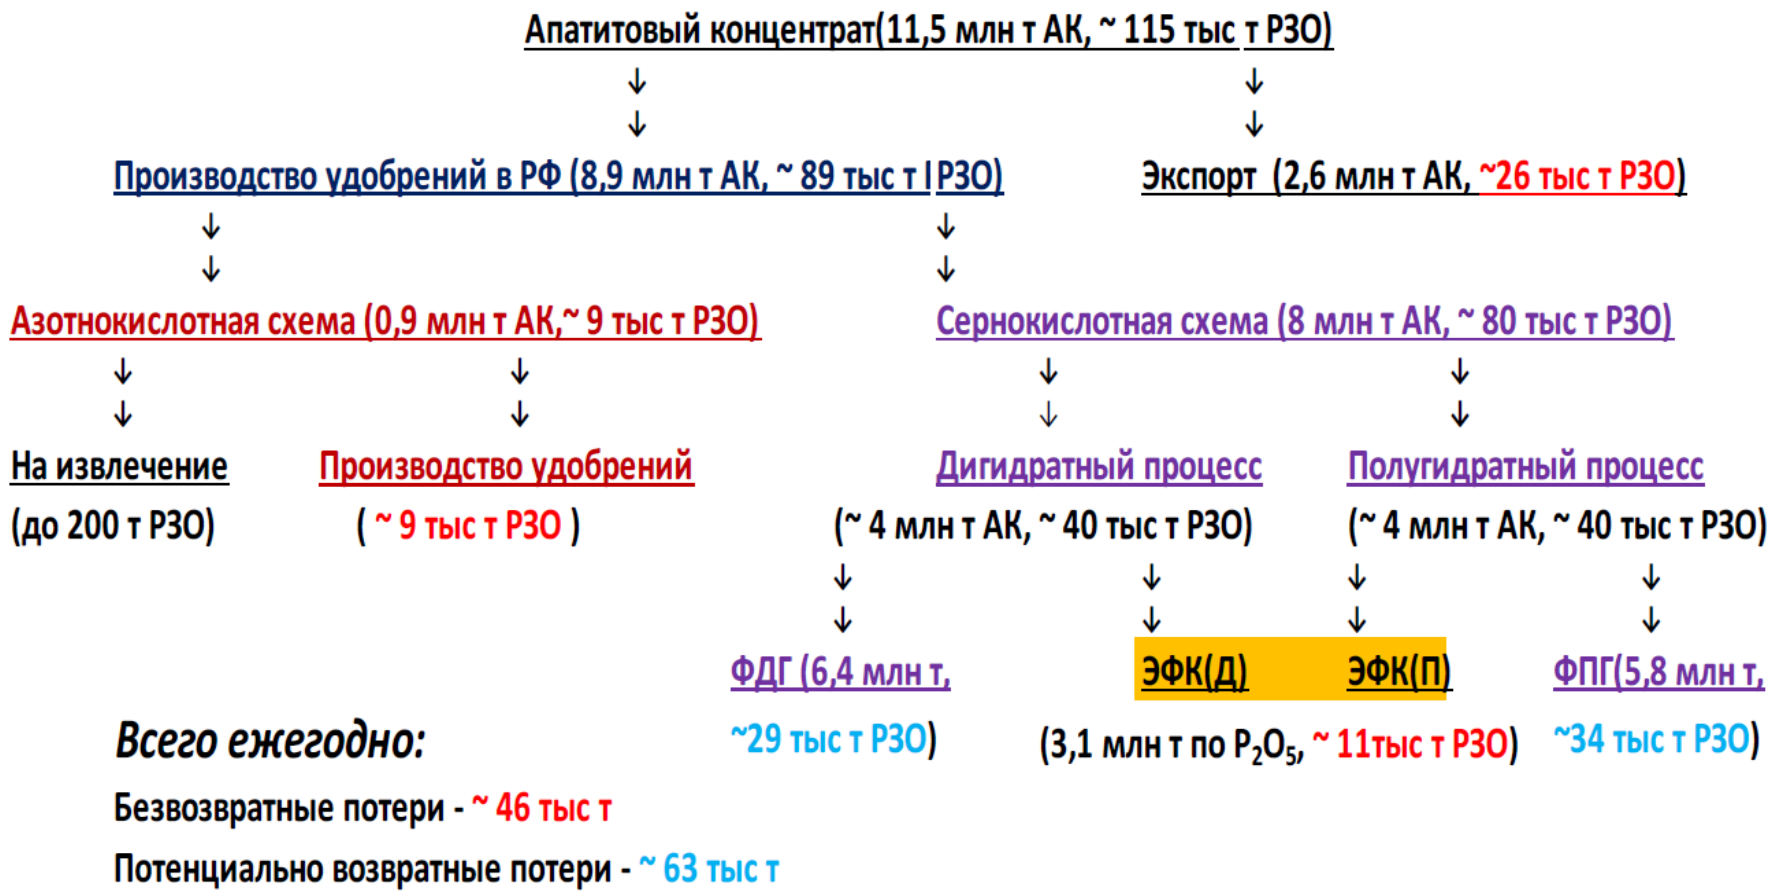 Апатитовый концентрат(11,5 млн т АК, ~ 115 тыс т РЗО)
↓ ↓
↓ ↓
Производство удобрений в РФ (8,9 млн т АК, ~ 89 тыс т I РЗО) Экспорт (2,6 млн т АК, ~26 тыс т РЗО)
↓ ↓
↓ ↓
Азотнокислотная схема (0,9 млн т АК,~ 9 тыс т РЗО) Сернокислотная схема (8 млн т АК, ~ 80 тыс т РЗО)
↓ ↓ ↓ ↓
↓ ↓ ↓ ↓
На извлечение Производство удобрений Дигидратный процесс Полугидратный процесс
(до 200 т РЗО) ( ~ 9 тыс т РЗО ) (~ 4 млн т АК, ~ 40 тыс т РЗО) (~ 4 млн т АК, ~ 40 тыс т РЗО)
↓ ↓ ↓ ↓
↓ ↓ ↓ ↓
ФДГ (6,4 млн т, ЭФК(Д) ЭФК(П) ФПГ(5,8 млн т,
~29 тыс т РЗО) (3,1 млн т по P₂O₅, ~ 11тыс т РЗО) ~34 тыс т РЗО)
Всего ежегодно:
Безвозвратные потери - ~ 46 тыс т
Потенциально возвратные потери - ~ 63 тыс т